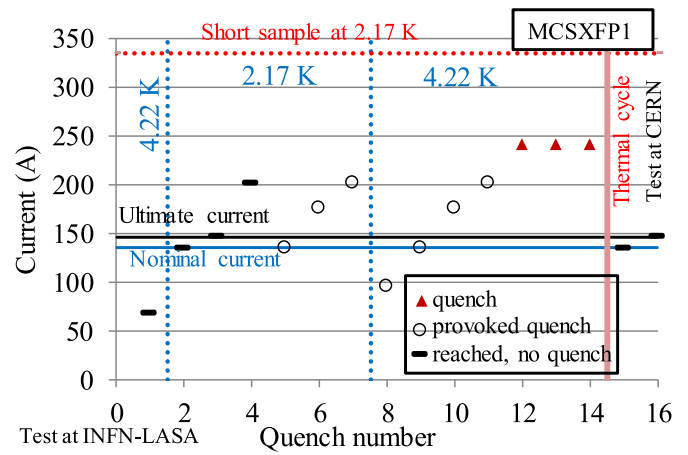 MCSXFP1
Short sample at 2.17 K
350
300
250
200
150
100
50
0
Current (A)
4.22 K
2.17 K
4.22 K
Thermal cycle
Test at CERN
Ultimate current
Nominal current
quench
provoked quench
reached, no quench
0 2 4 6 8 10 12 14 16
Test at INFN-LASA
Quench number